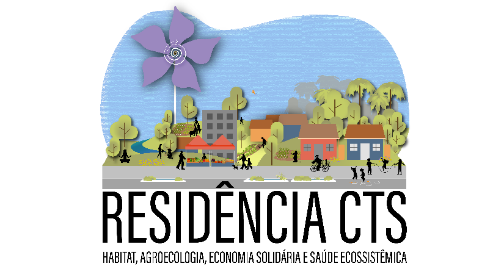 RESIDÊNCIA CTS
HABITAT, AGROECOLOGIA, ECONOMIA SOLIDÁRIA E SAÚDE ECOSSISTÊMICA